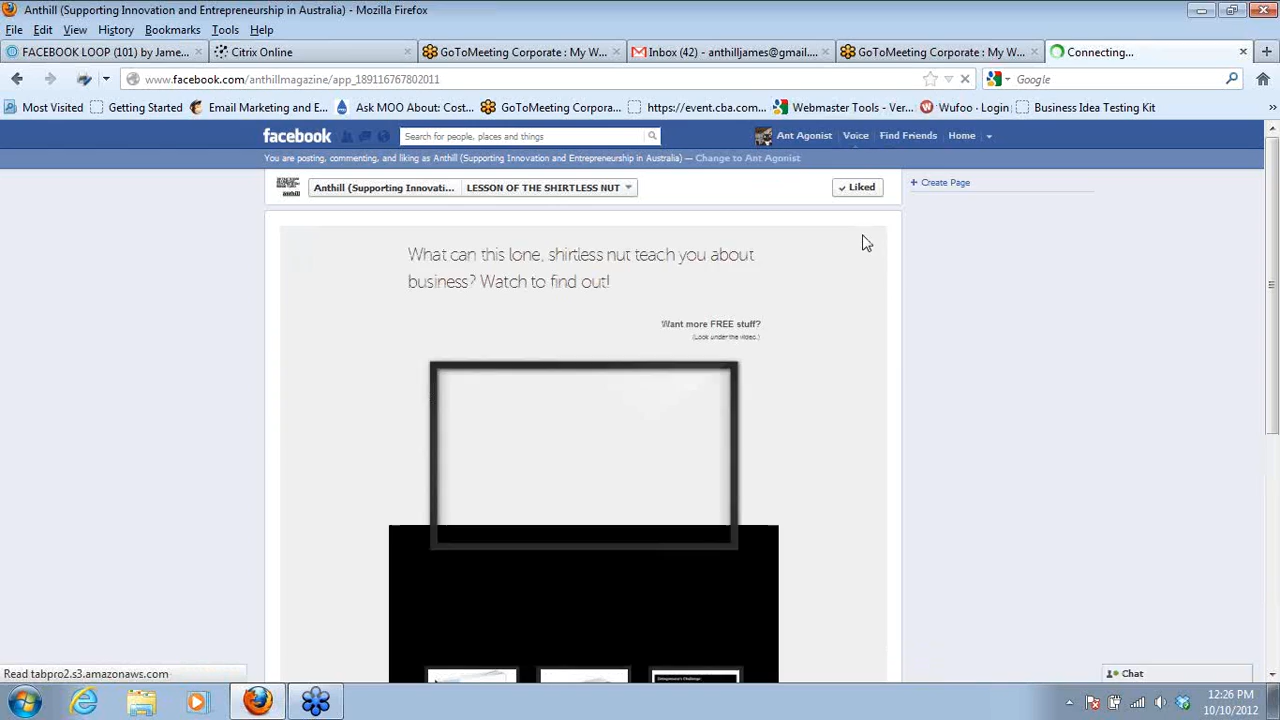 Anthill (Supporting Innovation and Entrepreneurship in Australia) - Mozilla Firefox
File Edit View History Bookmarks Tools Help
FACEBOOK LOOP (101) by Jame... Citrix Online GoToMeeting Corporate : My W... Inbox (42) - anthilljames@gmail.... GoToMeeting Corporate : My W... Connecting...
www.facebook.com/anthillmagazine/app_189116767802011 Google
Most Visited Getting Started Email Marketing and E... Ask MOO About: Cost... GoToMeeting Corpora... https://event.cba.com... Webmaster Tools - Ver... Wufoo · Login Business Idea Testing Kit
facebook Search for people, places and things Ant Agonist Voice Find Friends Home
You are posting, commenting, and liking as Anthill (Supporting Innovation and Entrepreneurship in Australia) — Change to Ant Agonist
anthill Anthill (Supporting Innovati... LESSON OF THE SHIRTLESS NUT Liked + Create Page
What can this lone, shirtless nut teach you about
business? Watch to find out!
Want more FREE stuff?
(Look under the video.)
Read tabpro2.s3.amazonaws.com
Chat
12:26 PM
10/10/2012